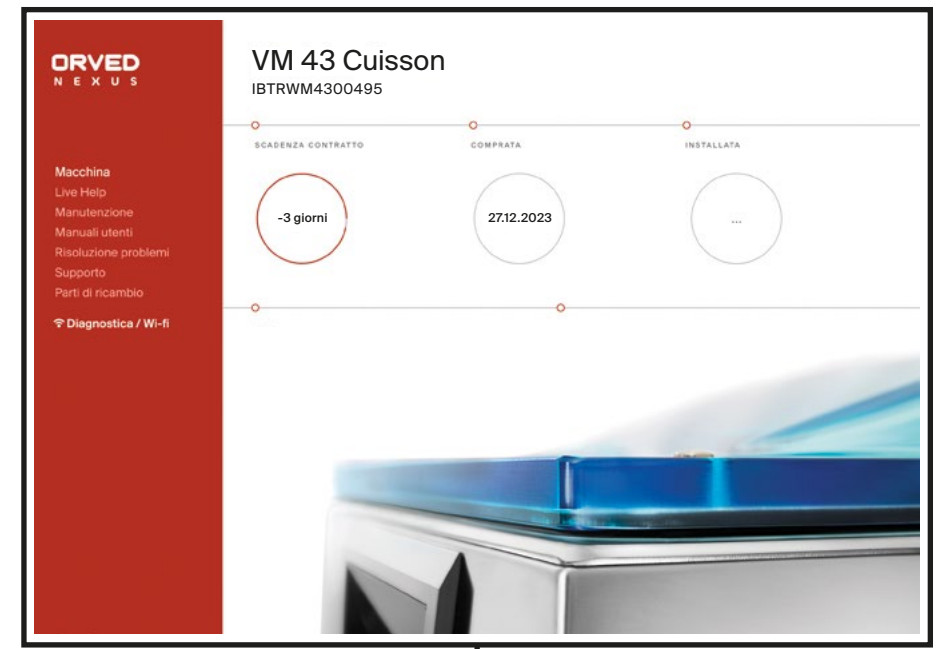 ORVED
NEXUS
VM 43 Cuisson
IBTRWM4300495
SCADENZA CONTRATTO
COMPRATA
INSTALLATA
-3 giorni
27.12.2023
...
Macchina
Live Help
Manutenzione
Manuali utenti
Risoluzione problemi
Supporto
Parti di ricambio
Diagnostica / Wi-fi